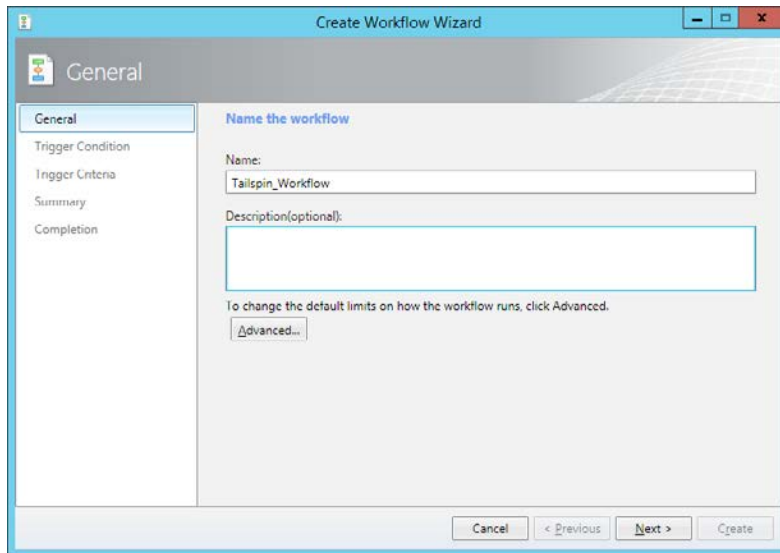 Create Workflow Wizard
General
General
Trigger Condition
Trigger Criteria
Summary
Completion
Name the workflow
Name:
Tailspin_Workflow
Description(optional):
To change the default limits on how the workflow runs, click Advanced.
Advanced...
Cancel
< Previous
Next >
Create